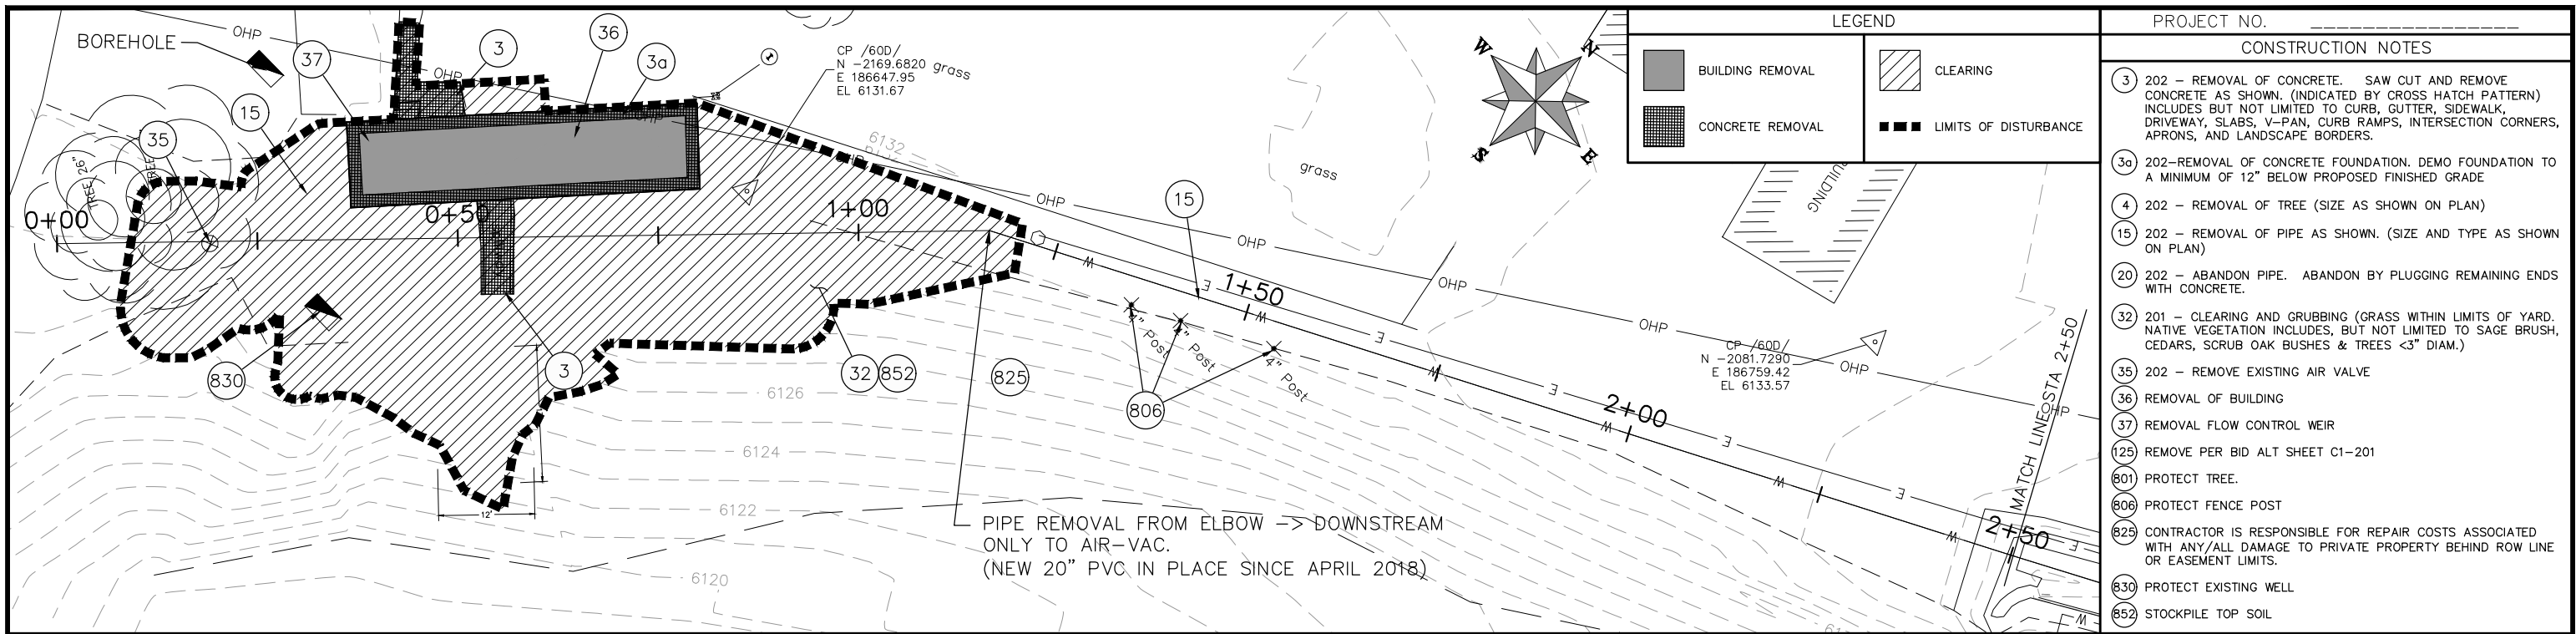 BOREHOLE
OHP
37
3
36
3a
OHP
CP /60D/
N -2169.6820
E 186647.95
EL 6131.67
grass
15
35
TREE 26"
TREE
OHP
6132
OHP
0+00
0+50
1+00
OHP
grass
15
OHP
W
E
1+50
W
OHP
E
OHP
4" Post
4" Post
4" Post
CP /60D/
N -2081.7290
E 186759.42
EL 6133.57
OHP
BUILDING
MATCH LINE STA 2+50
OHP
830
3
32
852
825
806
W
E
2+00
W
E
W
E
2+50
W
E
W
6126
6124
6122
6120
12'
PIPE REMOVAL FROM ELBOW -> DOWNSTREAM
ONLY TO AIR-VAC.
(NEW 20" PVC IN PLACE SINCE APRIL 2018)
W
N
S
E
LEGEND
BUILDING REMOVAL
CLEARING
CONCRETE REMOVAL
LIMITS OF DISTURBANCE
PROJECT NO. ________________
CONSTRUCTION NOTES
3 202 - REMOVAL OF CONCRETE. SAW CUT AND REMOVE
CONCRETE AS SHOWN. (INDICATED BY CROSS HATCH PATTERN)
INCLUDES BUT NOT LIMITED TO CURB, GUTTER, SIDEWALK,
DRIVEWAY, SLABS, V-PAN, CURB RAMPS, INTERSECTION CORNERS,
APRONS, AND LANDSCAPE BORDERS.
3a 202-REMOVAL OF CONCRETE FOUNDATION. DEMO FOUNDATION TO
A MINIMUM OF 12" BELOW PROPOSED FINISHED GRADE
4 202 - REMOVAL OF TREE (SIZE AS SHOWN ON PLAN)
15 202 - REMOVAL OF PIPE AS SHOWN. (SIZE AND TYPE AS SHOWN
ON PLAN)
20 202 - ABANDON PIPE. ABANDON BY PLUGGING REMAINING ENDS
WITH CONCRETE.
32 201 - CLEARING AND GRUBBING (GRASS WITHIN LIMITS OF YARD.
NATIVE VEGETATION INCLUDES, BUT NOT LIMITED TO SAGE BRUSH,
CEDARS, SCRUB OAK BUSHES & TREES <3" DIAM.)
35 202 - REMOVE EXISTING AIR VALVE
36 REMOVAL OF BUILDING
37 REMOVAL FLOW CONTROL WEIR
125 REMOVE PER BID ALT SHEET C1-201
801 PROTECT TREE.
806 PROTECT FENCE POST
825 CONTRACTOR IS RESPONSIBLE FOR REPAIR COSTS ASSOCIATED
WITH ANY/ALL DAMAGE TO PRIVATE PROPERTY BEHIND ROW LINE
OR EASEMENT LIMITS.
830 PROTECT EXISTING WELL
852 STOCKPILE TOP SOIL